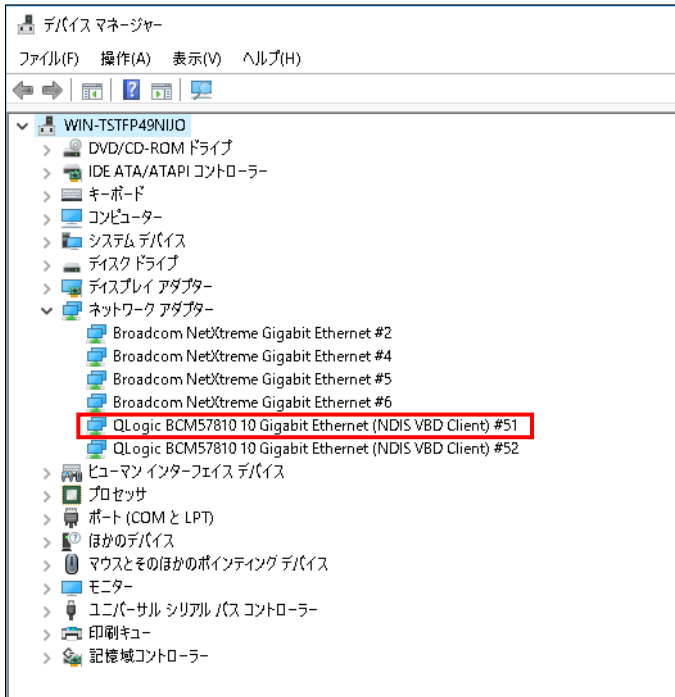 デバイス マネージャー
ファイル(F) 操作(A) 表示(V) ヘルプ(H)
WIN-TSTFP49NIJO
DVD/CD-ROM ドライブ
IDE ATA/ATAPI コントローラー
キーボード
コンピューター
システム デバイス
ディスク ドライブ
ディスプレイ アダプター
ネットワーク アダプター
Broadcom NetXtreme Gigabit Ethernet #2
Broadcom NetXtreme Gigabit Ethernet #4
Broadcom NetXtreme Gigabit Ethernet #5
Broadcom NetXtreme Gigabit Ethernet #6
QLogic BCM57810 10 Gigabit Ethernet (NDIS VBD Client) #51
QLogic BCM57810 10 Gigabit Ethernet (NDIS VBD Client) #52
ヒューマン インターフェイス デバイス
プロセッサ
ポート (COM と LPT)
ほかのデバイス
マウスとそのほかのポインティング デバイス
モニター
ユニバーサル シリアル バス コントローラー
印刷キュー
記憶域コントローラー